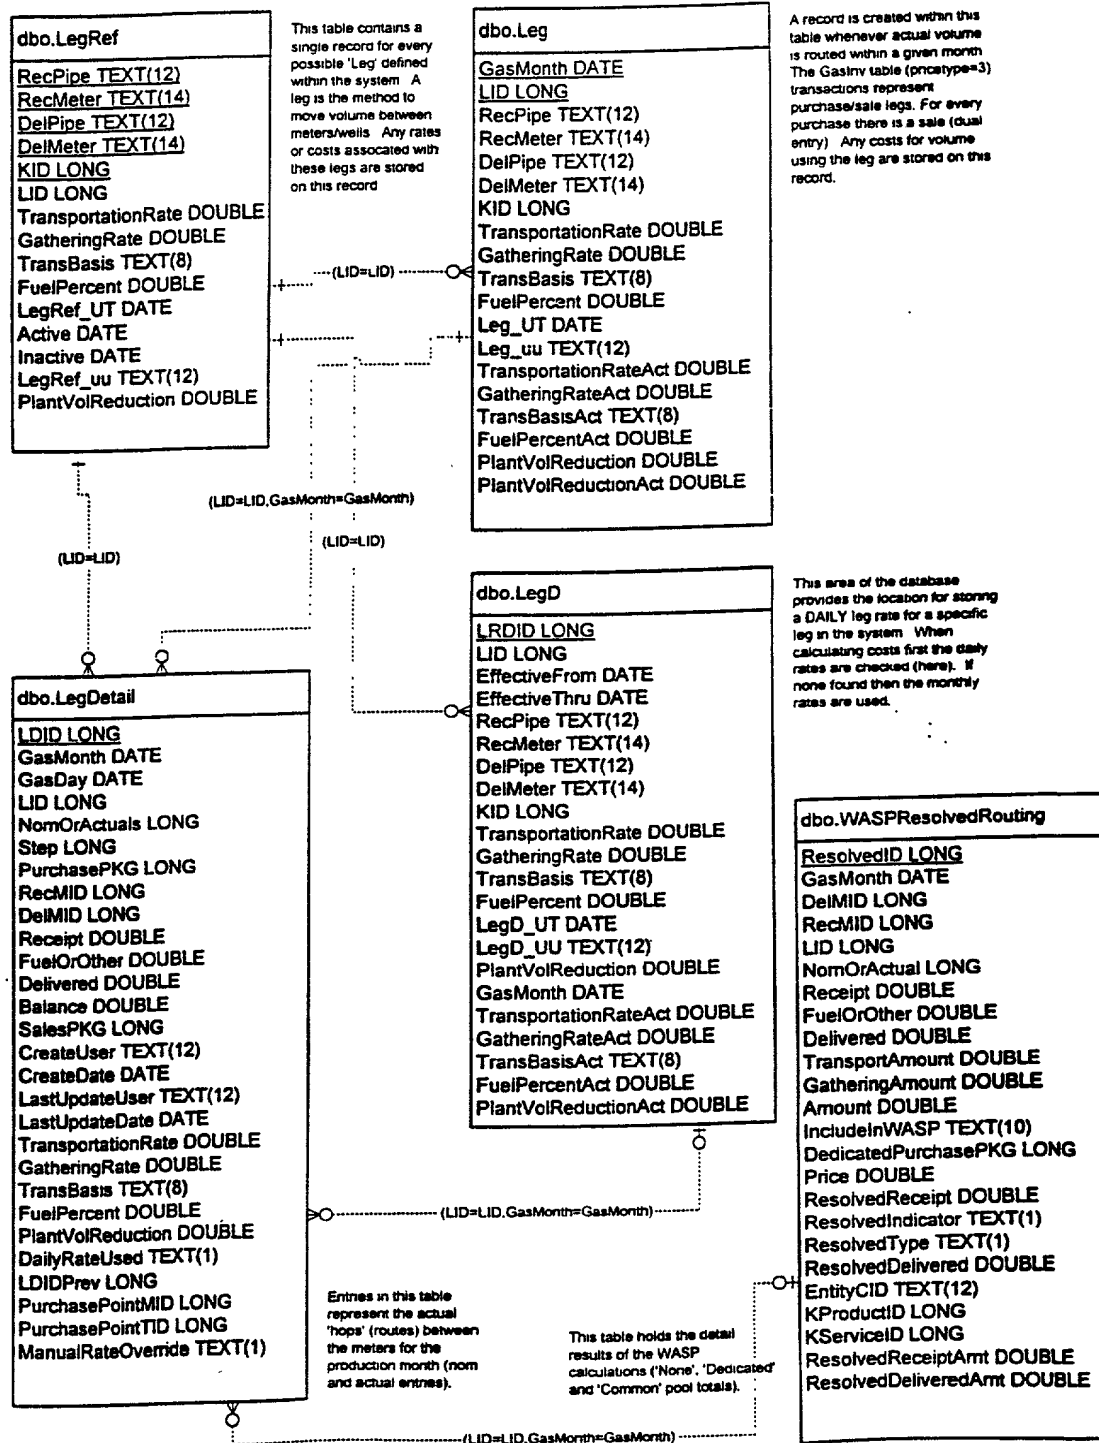 dbo.LegRef
RecPipe TEXT(12)
RecMeter TEXT(14)
DelPipe TEXT(12)
DelMeter TEXT(14)
KID LONG
LID LONG
TransportationRate DOUBLE
GatheringRate DOUBLE
TransBasis TEXT(8)
FuelPercent DOUBLE
LegRef_UT DATE
Active DATE
Inactive DATE
LegRef_uu TEXT(12)
PlantVolReduction DOUBLE
This table contains a
single record for every
possible 'Leg' defined
within the system A
leg is the method to
move volume between
meters/wells Any rates
or costs assocated with
these legs are stored
on this record
dbo.Leg
GasMonth DATE
LID LONG
RecPipe TEXT(12)
RecMeter TEXT(14)
DelPipe TEXT(12)
DelMeter TEXT(14)
KID LONG
TransportationRate DOUBLE
GatheringRate DOUBLE
TransBasis TEXT(8)
FuelPercent DOUBLE
Leg_UT DATE
Leg_uu TEXT(12)
TransportationRateAct DOUBLE
GatheringRateAct DOUBLE
TransBasisAct TEXT(8)
FuelPercentAct DOUBLE
PlantVolReduction DOUBLE
PlantVolReductionAct DOUBLE
A record is created within this
table whenever actual volume
is routed within a given month
The GasInv table (pricetype=3)
transactions represent
purchase/sale legs. For every
purchase there is a sale (dual
entry) Any costs for volume
using the leg are stored on this
record.
(LID=LID)
(LID=LID,GasMonth=GasMonth)
(LID=LID)
(LID=LID)
dbo.LegD
LRDID LONG
LID LONG
EffectiveFrom DATE
EffectiveThru DATE
RecPipe TEXT(12)
RecMeter TEXT(14)
DelPipe TEXT(12)
DelMeter TEXT(14)
KID LONG
TransportationRate DOUBLE
GatheringRate DOUBLE
TransBasis TEXT(8)
FuelPercent DOUBLE
LegD_UT DATE
LegD_UU TEXT(12)
PlantVolReduction DOUBLE
GasMonth DATE
TransportationRateAct DOUBLE
GatheringRateAct DOUBLE
TransBasisAct TEXT(8)
FuelPercentAct DOUBLE
PlantVolReductionAct DOUBLE
This area of the database
provides the location for storing
a DAILY leg rate for a specific
leg in the system When
calculating costs first the daily
rates are checked (here). If
none found then the monthly
rates are used.
dbo.LegDetail
LDID LONG
GasMonth DATE
GasDay DATE
LID LONG
NomOrActuals LONG
Step LONG
PurchasePKG LONG
RecMID LONG
DelMID LONG
Receipt DOUBLE
FuelOrOther DOUBLE
Delivered DOUBLE
Balance DOUBLE
SalesPKG LONG
CreateUser TEXT(12)
CreateDate DATE
LastUpdateUser TEXT(12)
LastUpdateDate DATE
TransportationRate DOUBLE
GatheringRate DOUBLE
TransBasis TEXT(8)
FuelPercent DOUBLE
PlantVolReduction DOUBLE
DailyRateUsed TEXT(1)
LDIDPrev LONG
PurchasePointMID LONG
PurchasePointTID LONG
ManualRateOverride TEXT(1)
(LID=LID,GasMonth=GasMonth)
Entries in this table
represent the actual
'hops' (routes) between
the meters for the
production month (nom
and actual entries).
This table holds the detail
results of the WASP
calculations ('None', 'Dedicated'
and 'Common' pool totals).
dbo.WASPResolvedRouting
ResolvedID LONG
GasMonth DATE
DelMID LONG
RecMID LONG
LID LONG
NomOrActual LONG
Receipt DOUBLE
FuelOrOther DOUBLE
Delivered DOUBLE
TransportAmount DOUBLE
GatheringAmount DOUBLE
Amount DOUBLE
IncludeInWASP TEXT(10)
DedicatedPurchasePKG LONG
Price DOUBLE
ResolvedReceipt DOUBLE
ResolvedIndicator TEXT(1)
ResolvedType TEXT(1)
ResolvedDelivered DOUBLE
EntityCID TEXT(12)
KProductID LONG
KServiceID LONG
ResolvedReceiptAmt DOUBLE
ResolvedDeliveredAmt DOUBLE
(LID=LID,GasMonth=GasMonth)